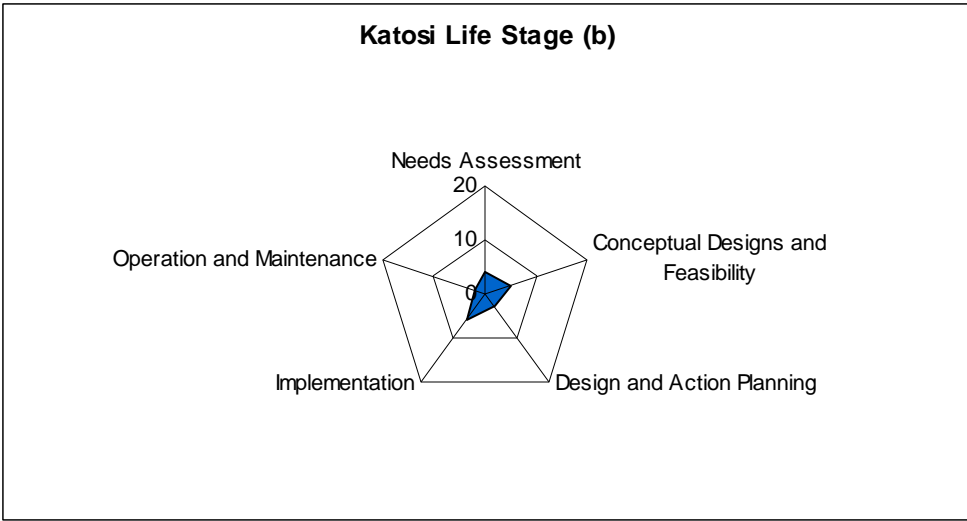 Katosi Life Stage (b)
Needs Assessment
20
10
0
Conceptual Designs and
Feasibility
Operation and Maintenance
Implementation
Design and Action Planning